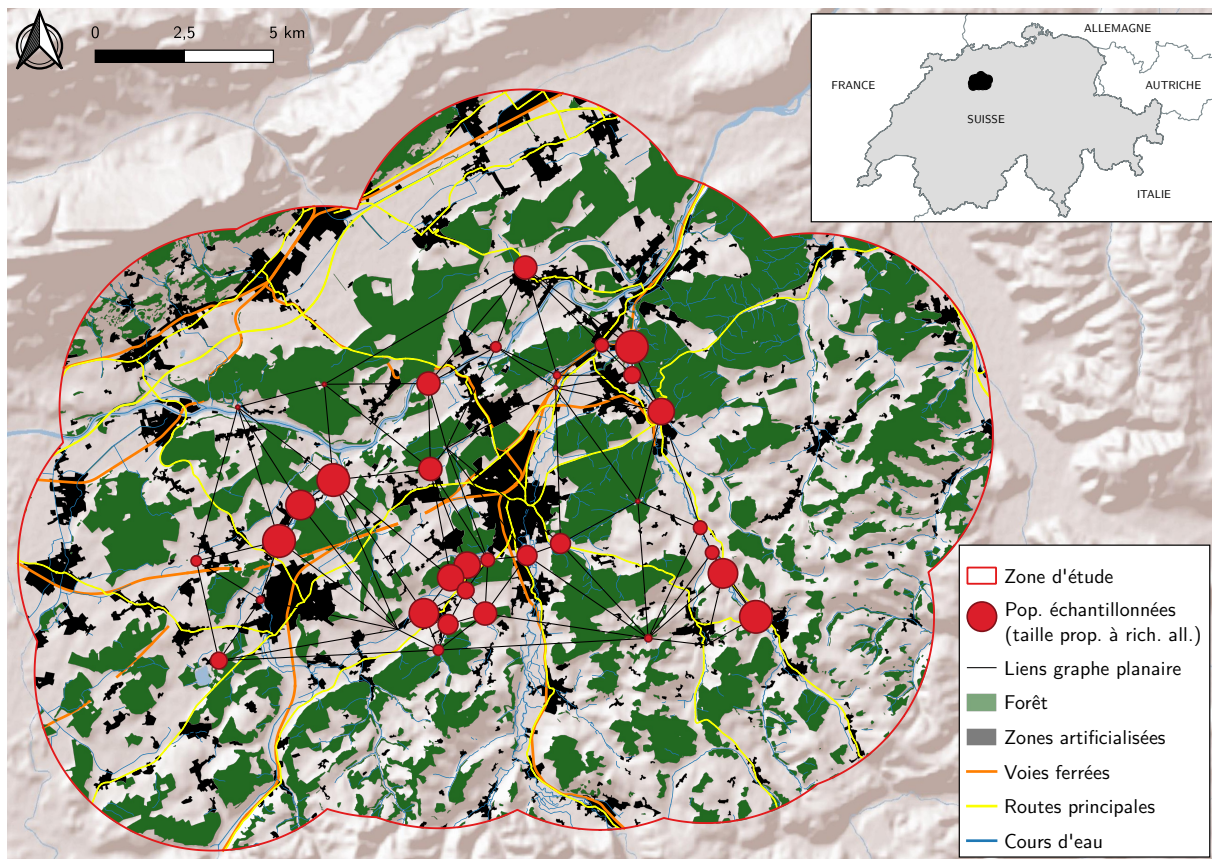 0 2,5 5 km
ALLEMAGNE
FRANCE
AUTRICHE
SUISSE
ITALIE
Zone d'étude
Pop. échantillonnées
(taille prop. à rich. all.)
Liens graphe planaire
Forêt
Zones artificialisées
Voies ferrées
Routes principales
Cours d'eau